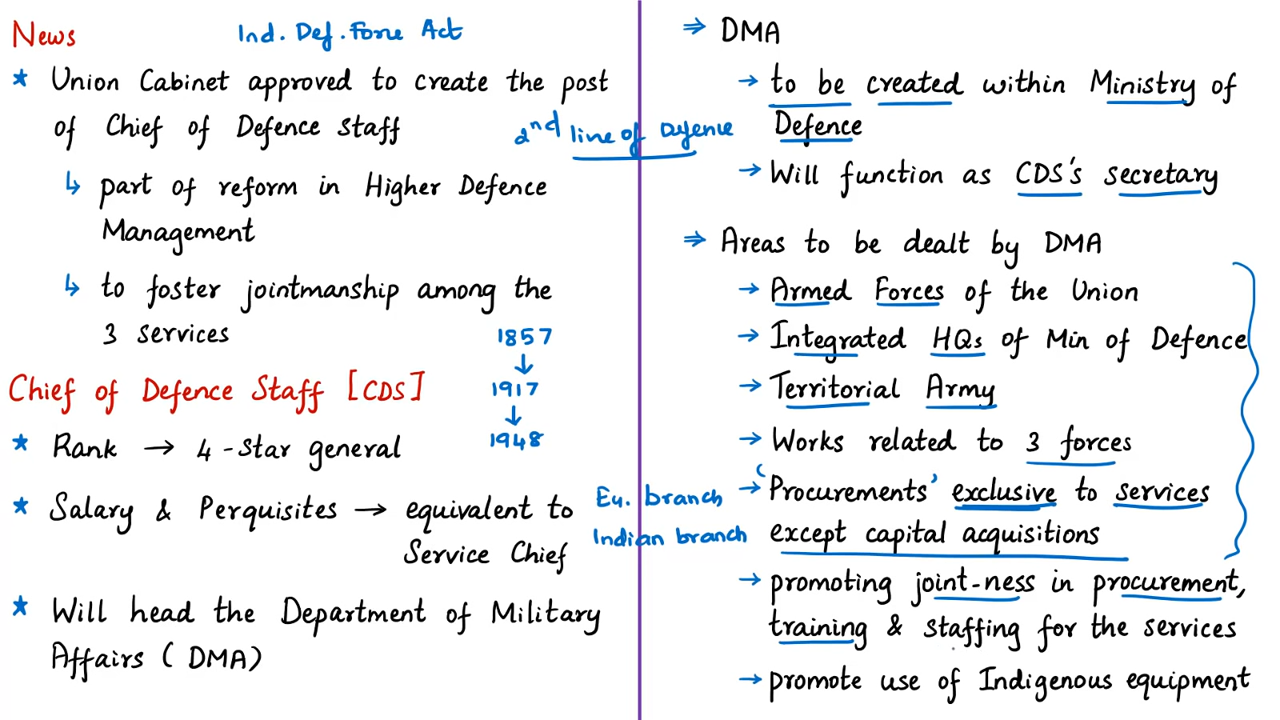 News
Ind. Def. Force Act
* Union Cabinet approved to create the post
of Chief of Defence staff
2nd line of Defence
↳ part of reform in Higher Defence
Management
↳ to foster jointmanship among the
3 services
1857
↓
1917
↓
1948
Chief of Defence Staff [CDS]
* Rank → 4-Star general
* Salary & Perquisites → equivalent to
Service Chief
Eu. branch
Indian branch
* Will head the Department of Military
Affairs (DMA)
⇒ DMA
→ to be created within Ministry of
Defence
→ Will function as CDS's secretary
⇒ Areas to be dealt by DMA
→ Armed Forces of the Union
→ Integrated HQs of Min of Defence
→ Territorial Army
→ Works related to 3 forces
→ 'Procurements' exclusive to services
except capital acquisitions
→ promoting joint-ness in procurement,
training & staffing for the services
→ promote use of Indigenous equipment